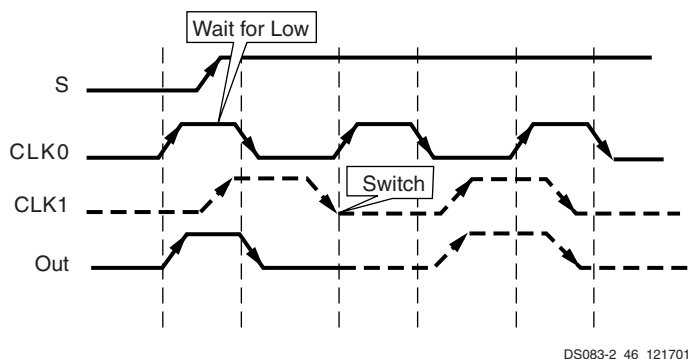 Wait for Low
S
CLK0
CLK1
Switch
Out
DS083-2_46_121701